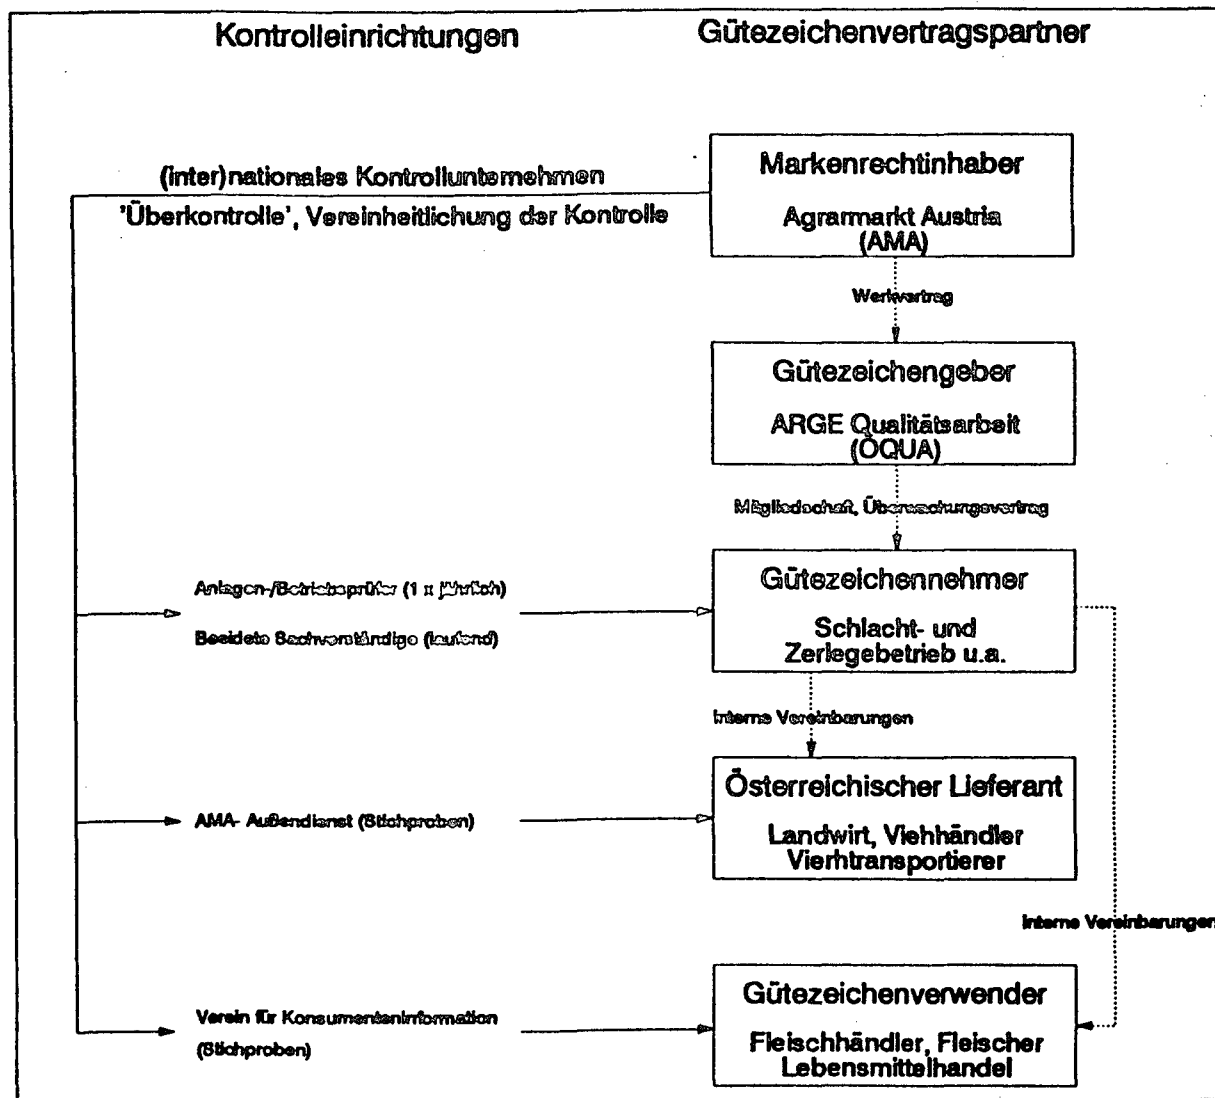 Kontrolleinrichtungen
Gütezeichenvertragspartner
(inter)nationales Kontrollunternehmen
'Überkontrolle', Vereinheitlichung der Kontrolle
Markenrechtinhaber
Agrarmarkt Austria
(AMA)
Werkvertrag
Gütezeichengeber
ARGE Qualitätsarbeit
(ÖQUA)
Mitgliedschaft, Überwachungsvertrag
Anlagen-/Betriebsprüfer (1 x jährlich)
Beeidete Sachverständige (laufend)
Gütezeichennehmer
Schlacht- und
Zerlegebetrieb u.a.
Interne Vereinbarungen
AMA- Außendienst (Stichproben)
Österreichischer Lieferant
Landwirt, Viehhändler
Vierhtransportierer
Interne Vereinbarungen
Verein für Konsumenteninformation
(Stichproben)
Gütezeichenverwender
Fleischhändler, Fleischer
Lebensmittelhandel